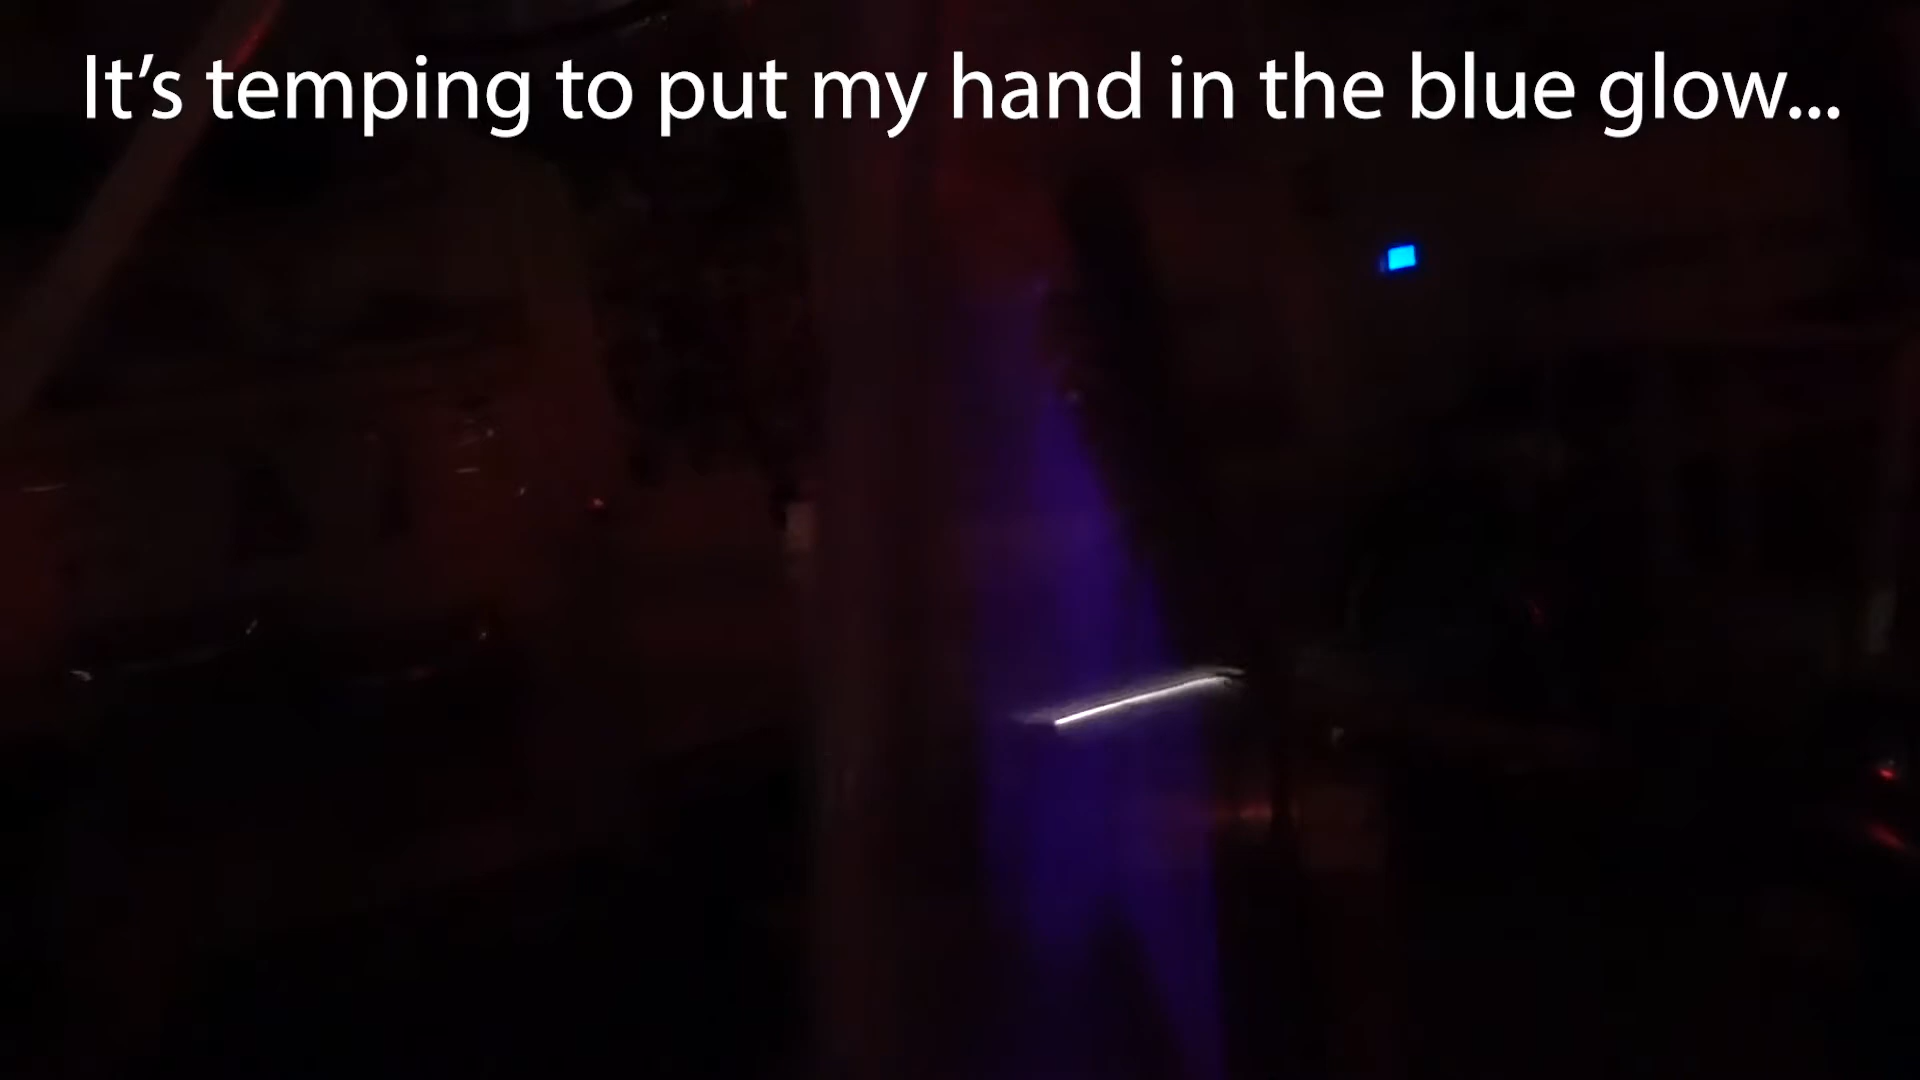 It’s temping to put my hand in the blue glow...